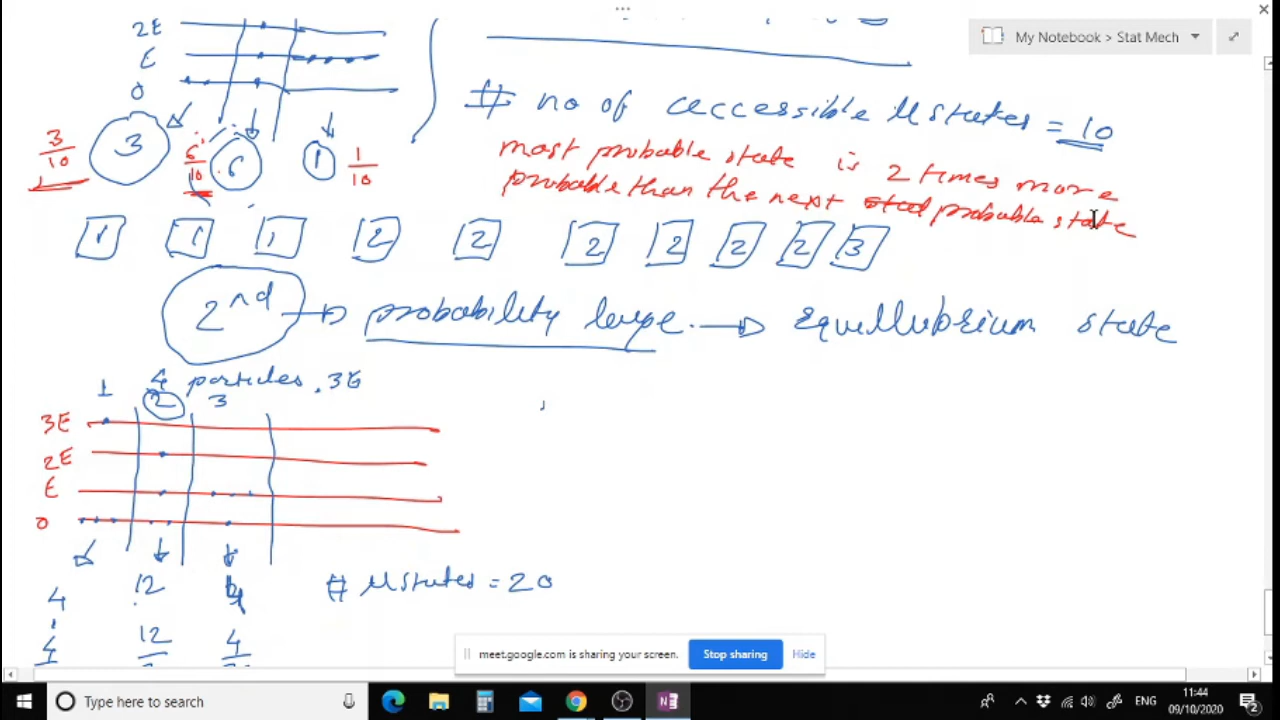 My Notebook > Stat Mech
2E
E
0
# no of accessible μstates = 10
3/10 3 6/10 6 1 1/10
most probable state is 2 times more
probable than the next probable state
1 1 1 2 2 2 2 2 2 3
2nd → probability large → Equillubrium state
4 particles, 3E
1 2 3
3E
2E
E
0
4 12 4
# μstates = 20
4 12 4
meet.google.com is sharing your screen. Stop sharing Hide
Type here to search
ENG
11:44
09/10/2020
2